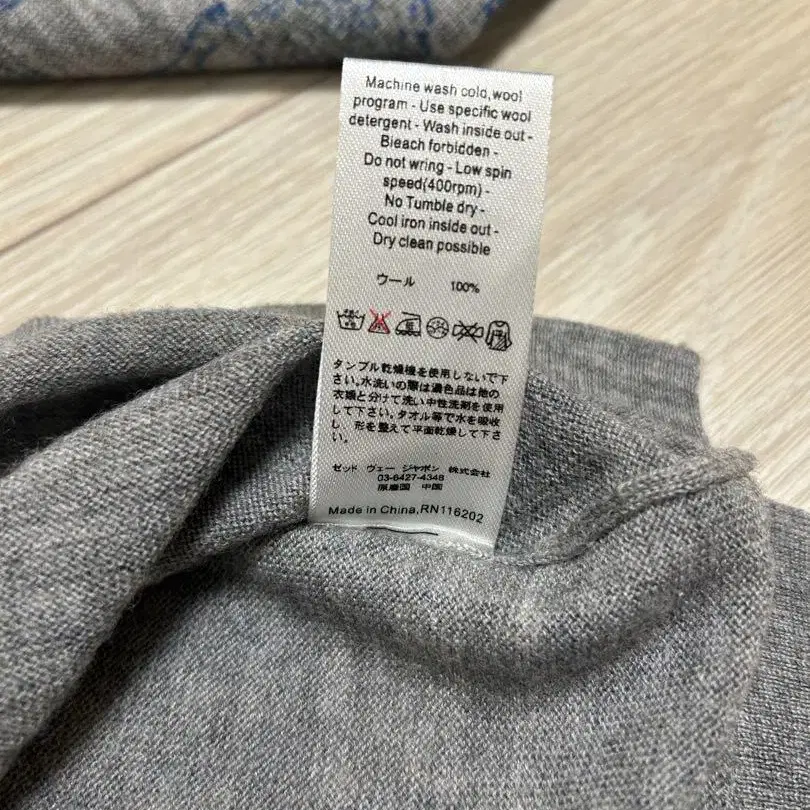 Machine wash cold,wool
program - Use specific wool
detergent - Wash inside out -
Bleach forbidden -
Do not wring - Low spin
speed(400rpm) -
No Tumble dry -
Cool iron inside out -
Dry clean possible
ウール 100%
タンブル乾燥機を使用しないで下
さい。水洗いの際は濃色品は他の
衣類と分けて洗い中性洗剤を使用
して下さい。タオル等で水を吸収
し、形を整えて平面乾燥して下さ
い。
ゼッド ヴェー ジャポン 株式会社
03-6427-4348
原産国 中国
Made in China,RN116202